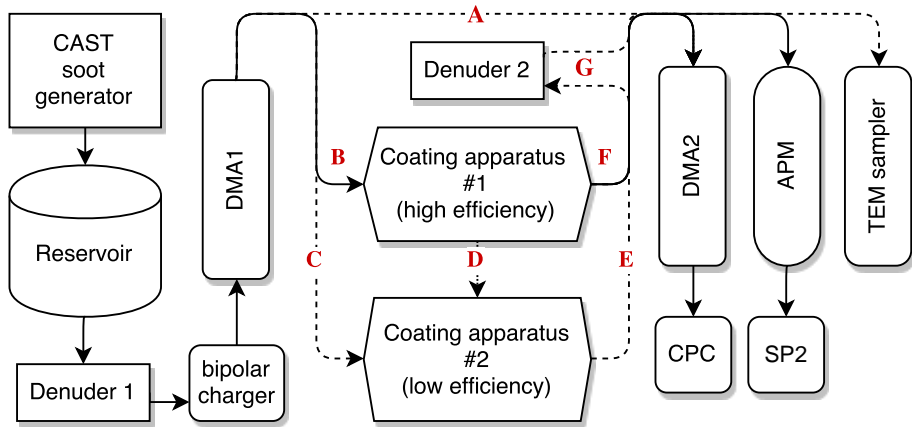 CAST
soot
generator
Reservoir
Denuder 1
bipolar
charger
DMA1
A
B
C
Denuder 2
G
Coating apparatus
#1
(high efficiency)
F
D
E
Coating apparatus
#2
(low efficiency)
DMA2
CPC
APM
SP2
TEM sampler